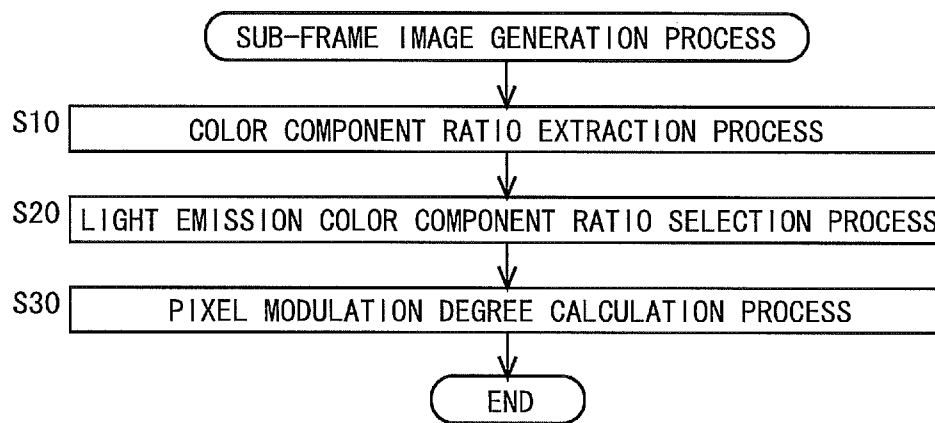 SUB-FRAME IMAGE GENERATION PROCESS
S10 COLOR COMPONENT RATIO EXTRACTION PROCESS
S20 LIGHT EMISSION COLOR COMPONENT RATIO SELECTION PROCESS
S30 PIXEL MODULATION DEGREE CALCULATION PROCESS
END